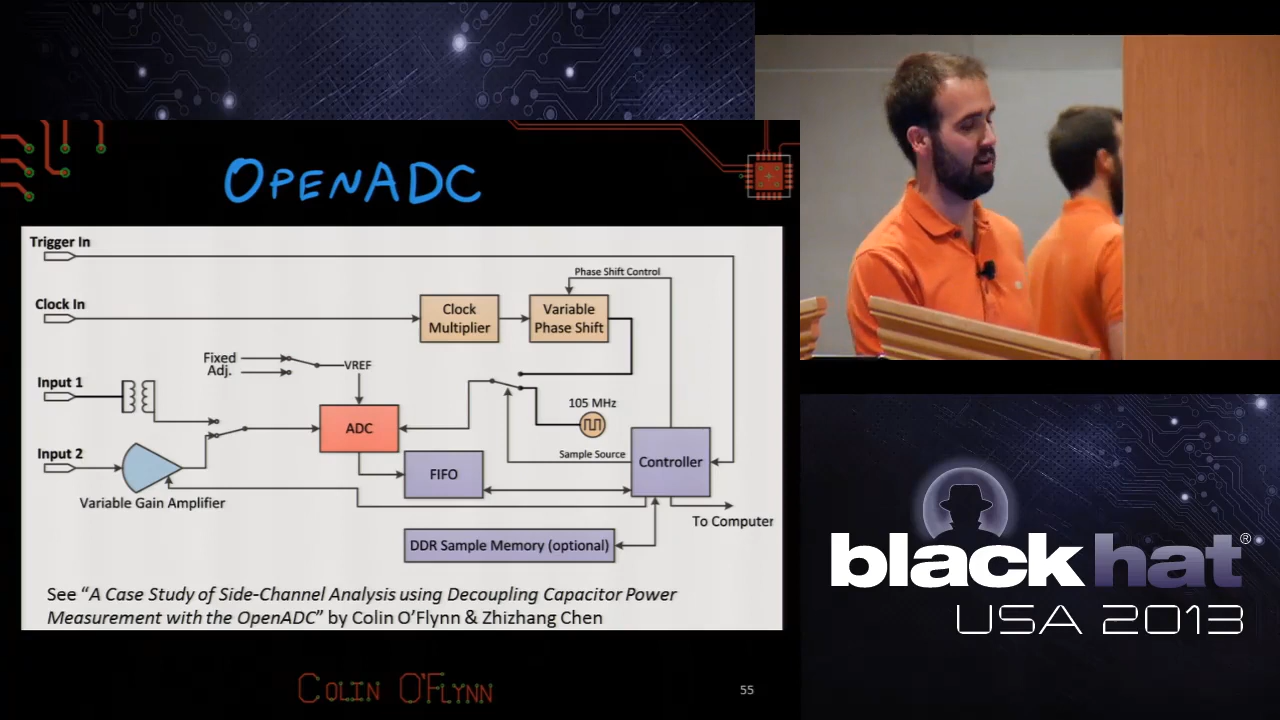 OPENADC
Trigger In
Phase Shift Control
Clock In
Clock
Multiplier
Variable
Phase Shift
Fixed
Adj.
VREF
Input 1
105 MHz
ADC
Input 2
Sample Source
Controller
FIFO
Variable Gain Amplifier
To Computer
DDR Sample Memory (optional)
See “A Case Study of Side-Channel Analysis using Decoupling Capacitor Power
Measurement with the OpenADC” by Colin O’Flynn & Zhizhang Chen
COLIN O'FLYNN
55
black hat®
USA 2013